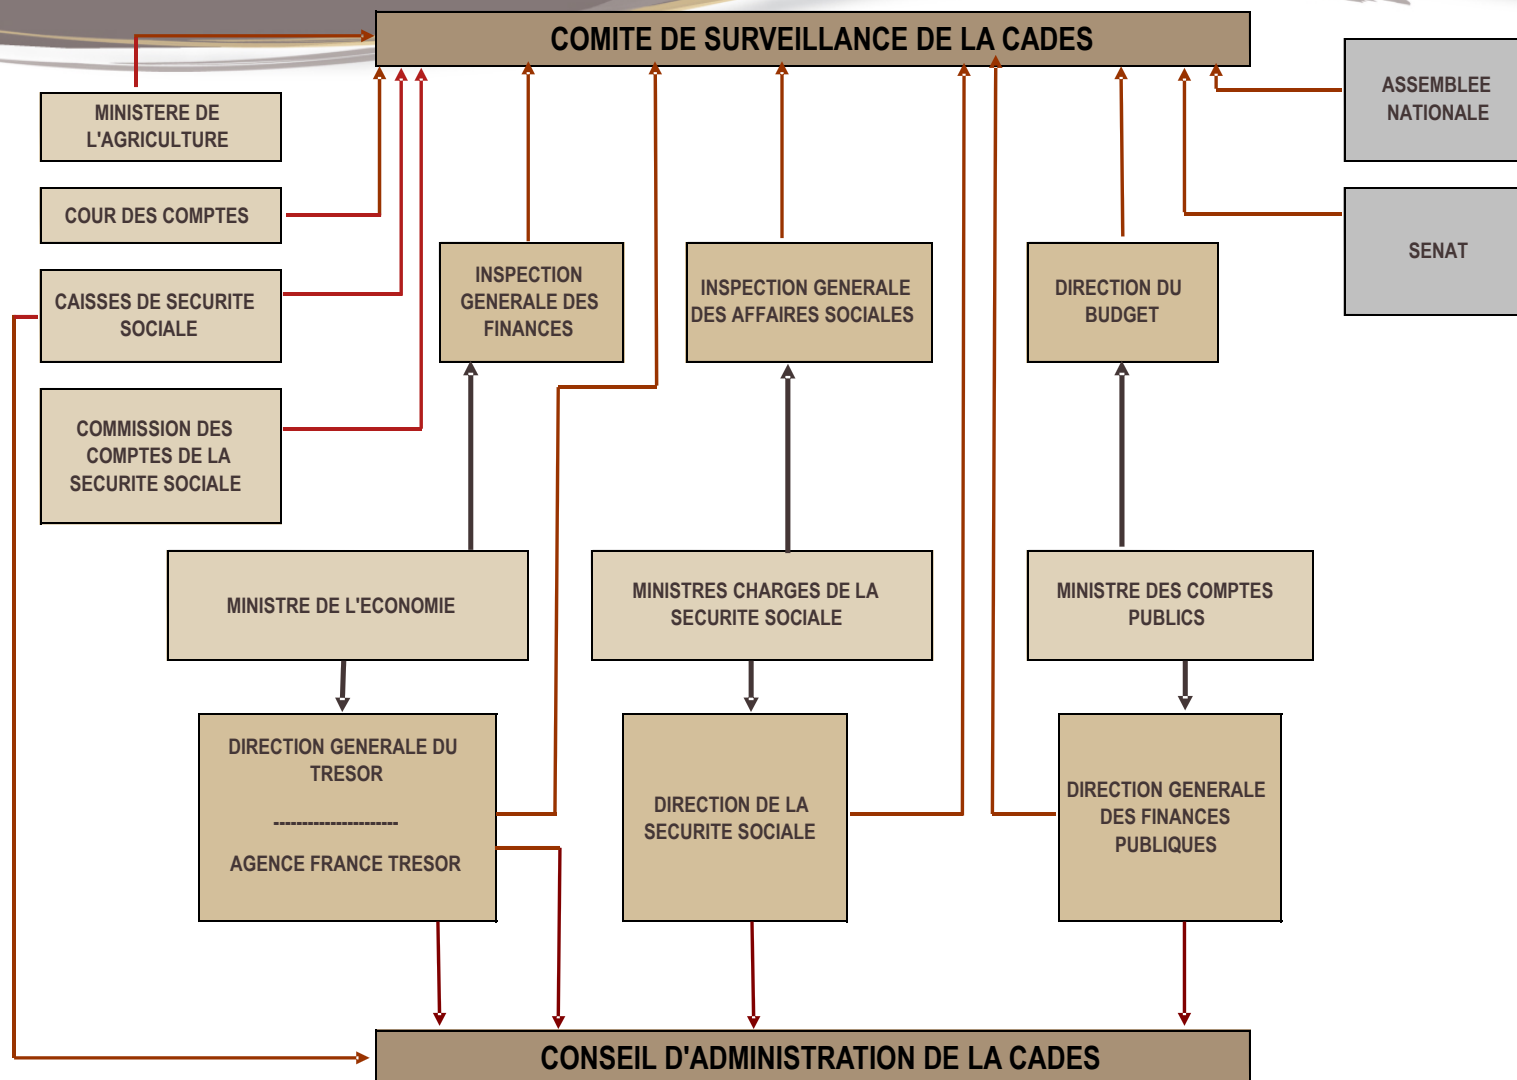 COMITE DE SURVEILLANCE DE LA CADES
MINISTERE DE
L'AGRICULTURE
ASSEMBLEE
NATIONALE
COUR DES COMPTES
SENAT
CAISSES DE SECURITE
SOCIALE
INSPECTION
GENERALE DES
FINANCES
INSPECTION GENERALE
DES AFFAIRES SOCIALES
DIRECTION DU
BUDGET
COMMISSION DES
COMPTES DE LA
SECURITE SOCIALE
MINISTRE DE L'ECONOMIE
MINISTRES CHARGES DE LA
SECURITE SOCIALE
MINISTRE DES COMPTES
PUBLICS
DIRECTION GENERALE DU
TRESOR
----------------------
AGENCE FRANCE TRESOR
DIRECTION DE LA
SECURITE SOCIALE
DIRECTION GENERALE
DES FINANCES
PUBLIQUES
CONSEIL D'ADMINISTRATION DE LA CADES